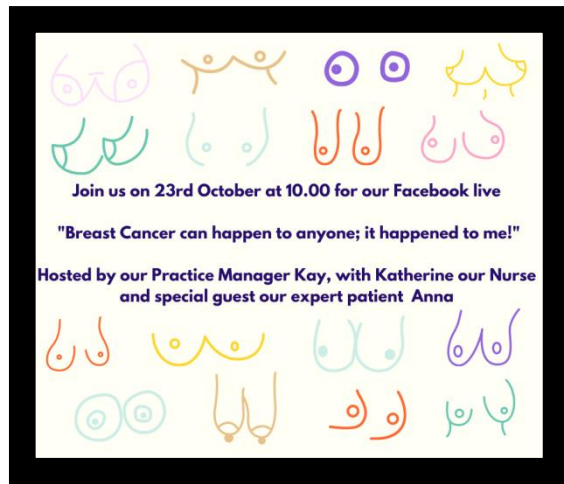 Join us on 23rd October at 10.00 for our Facebook live
"Breast Cancer can happen to anyone; it happened to me!"
Hosted by our Practice Manager Kay, with Katherine our Nurse
and special guest our expert patient Anna